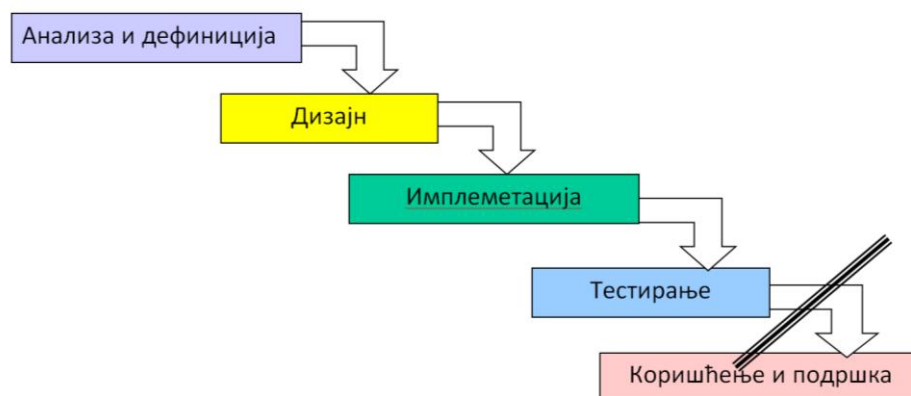 Анализа и дефиниција
Дизајн
Имплеметација
Тестирање
Коришћење и подршка